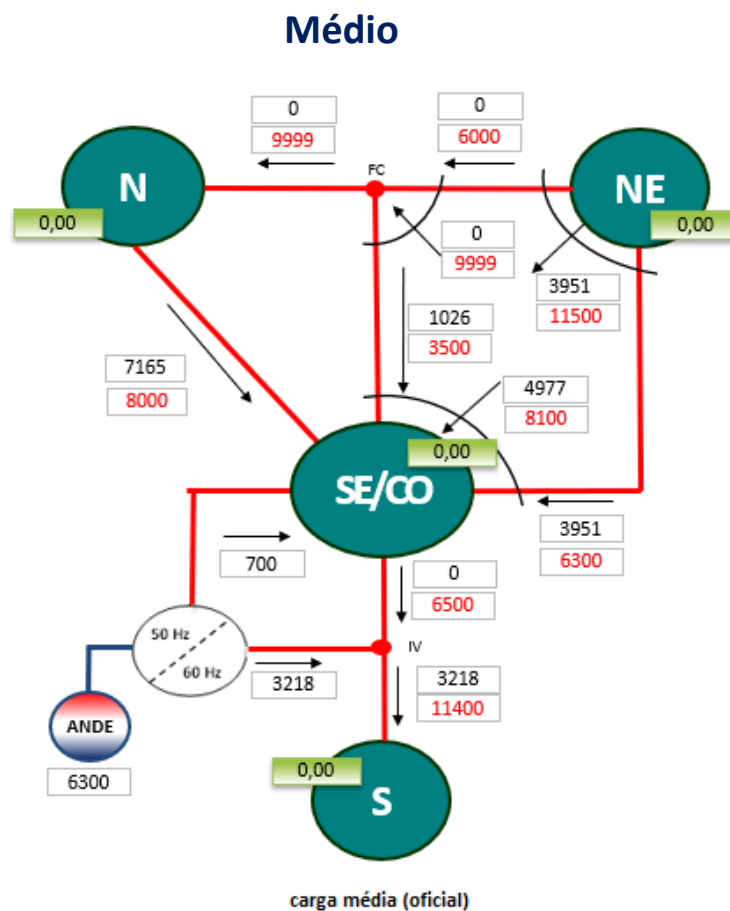 Médio
0
9999
0
6000
FC
N
NE
0,00
0,00
0
9999
3951
11500
1026
3500
7165
8000
4977
8100
0,00
SE/CO
3951
6300
700
0
6500
50 Hz
60 Hz
IV
3218
3218
11400
ANDE
6300
0,00
S
carga média (oficial)